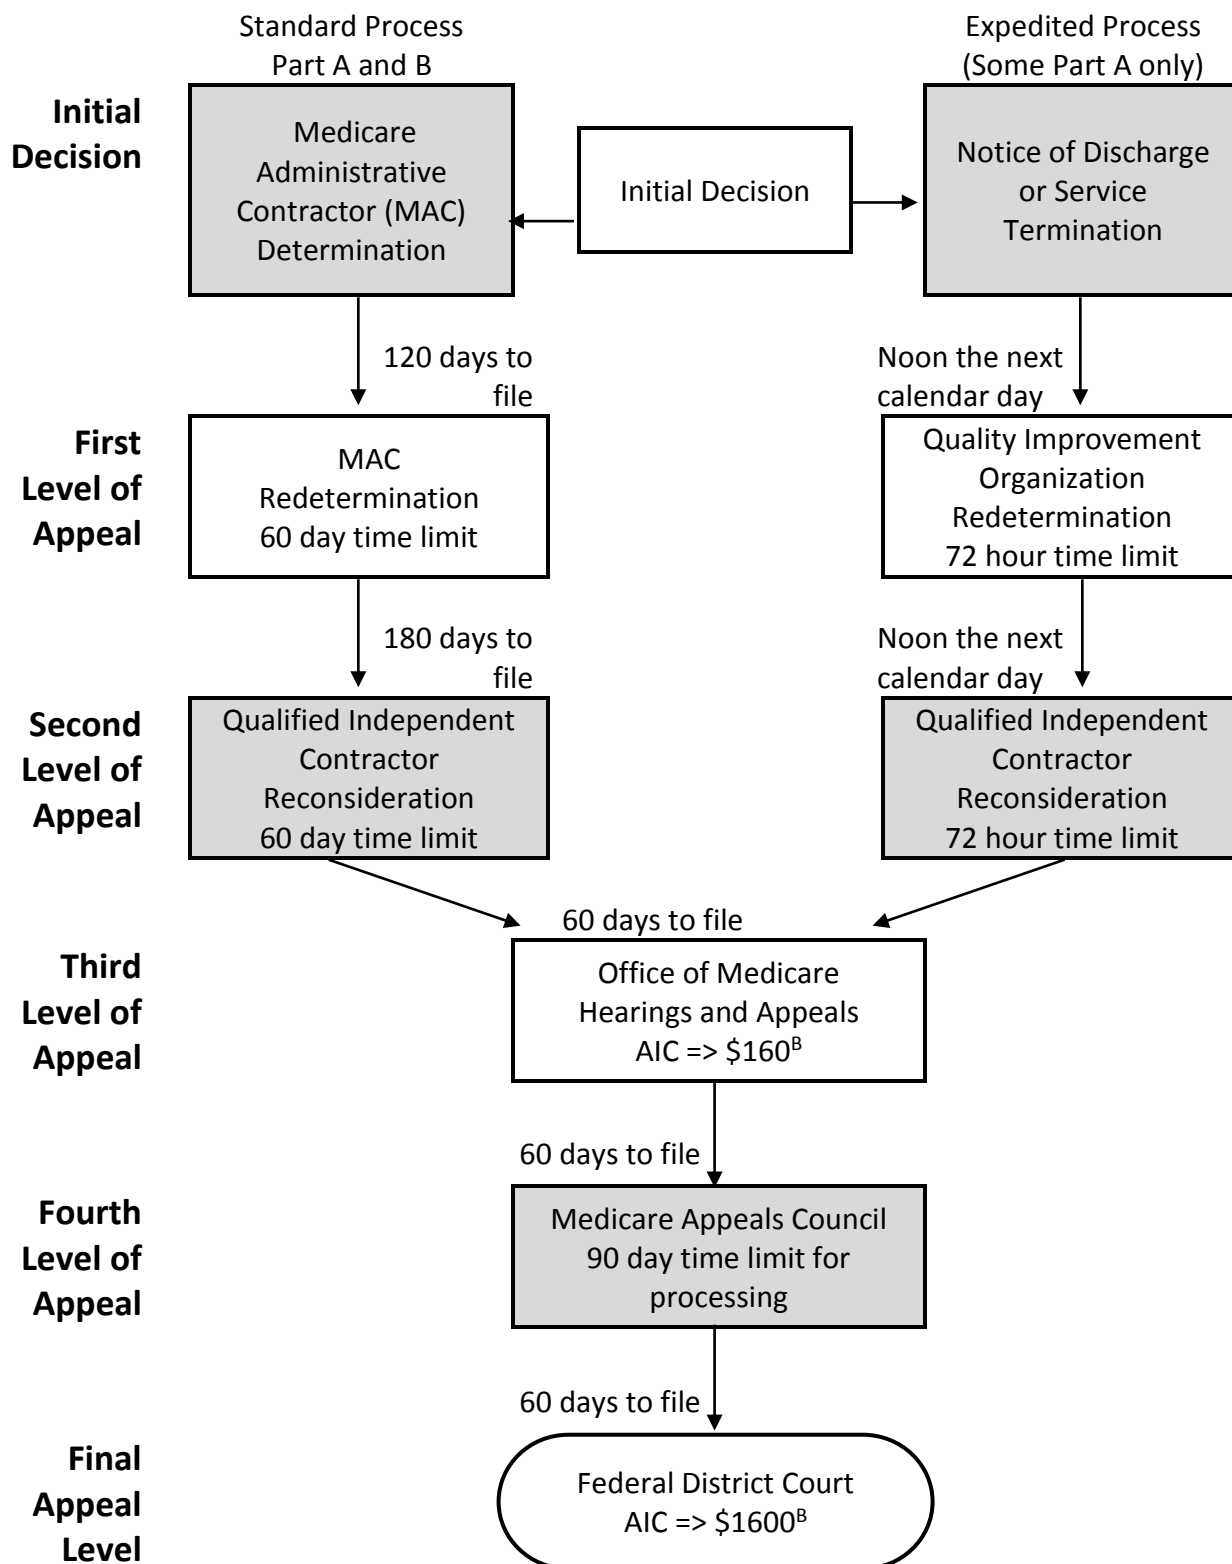 Standard Process
Part A and B
Expedited Process
(Some Part A only)
Initial
Decision
Medicare
Administrative
Contractor (MAC)
Determination
Initial Decision
Notice of Discharge
or Service
Termination
120 days to
file
Noon the next
calendar day
First
Level of
Appeal
MAC
Redetermination
60 day time limit
Quality Improvement
Organization
Redetermination
72 hour time limit
180 days to
file
Noon the next
calendar day
Second
Level of
Appeal
Qualified Independent
Contractor
Reconsideration
60 day time limit
Qualified Independent
Contractor
Reconsideration
72 hour time limit
60 days to file
Third
Level of
Appeal
Office of Medicare
Hearings and Appeals
AIC => $160ᴮ
60 days to file
Fourth
Level of
Appeal
Medicare Appeals Council
90 day time limit for
processing
60 days to file
Final
Appeal
Level
Federal District Court
AIC => $1600ᴮ